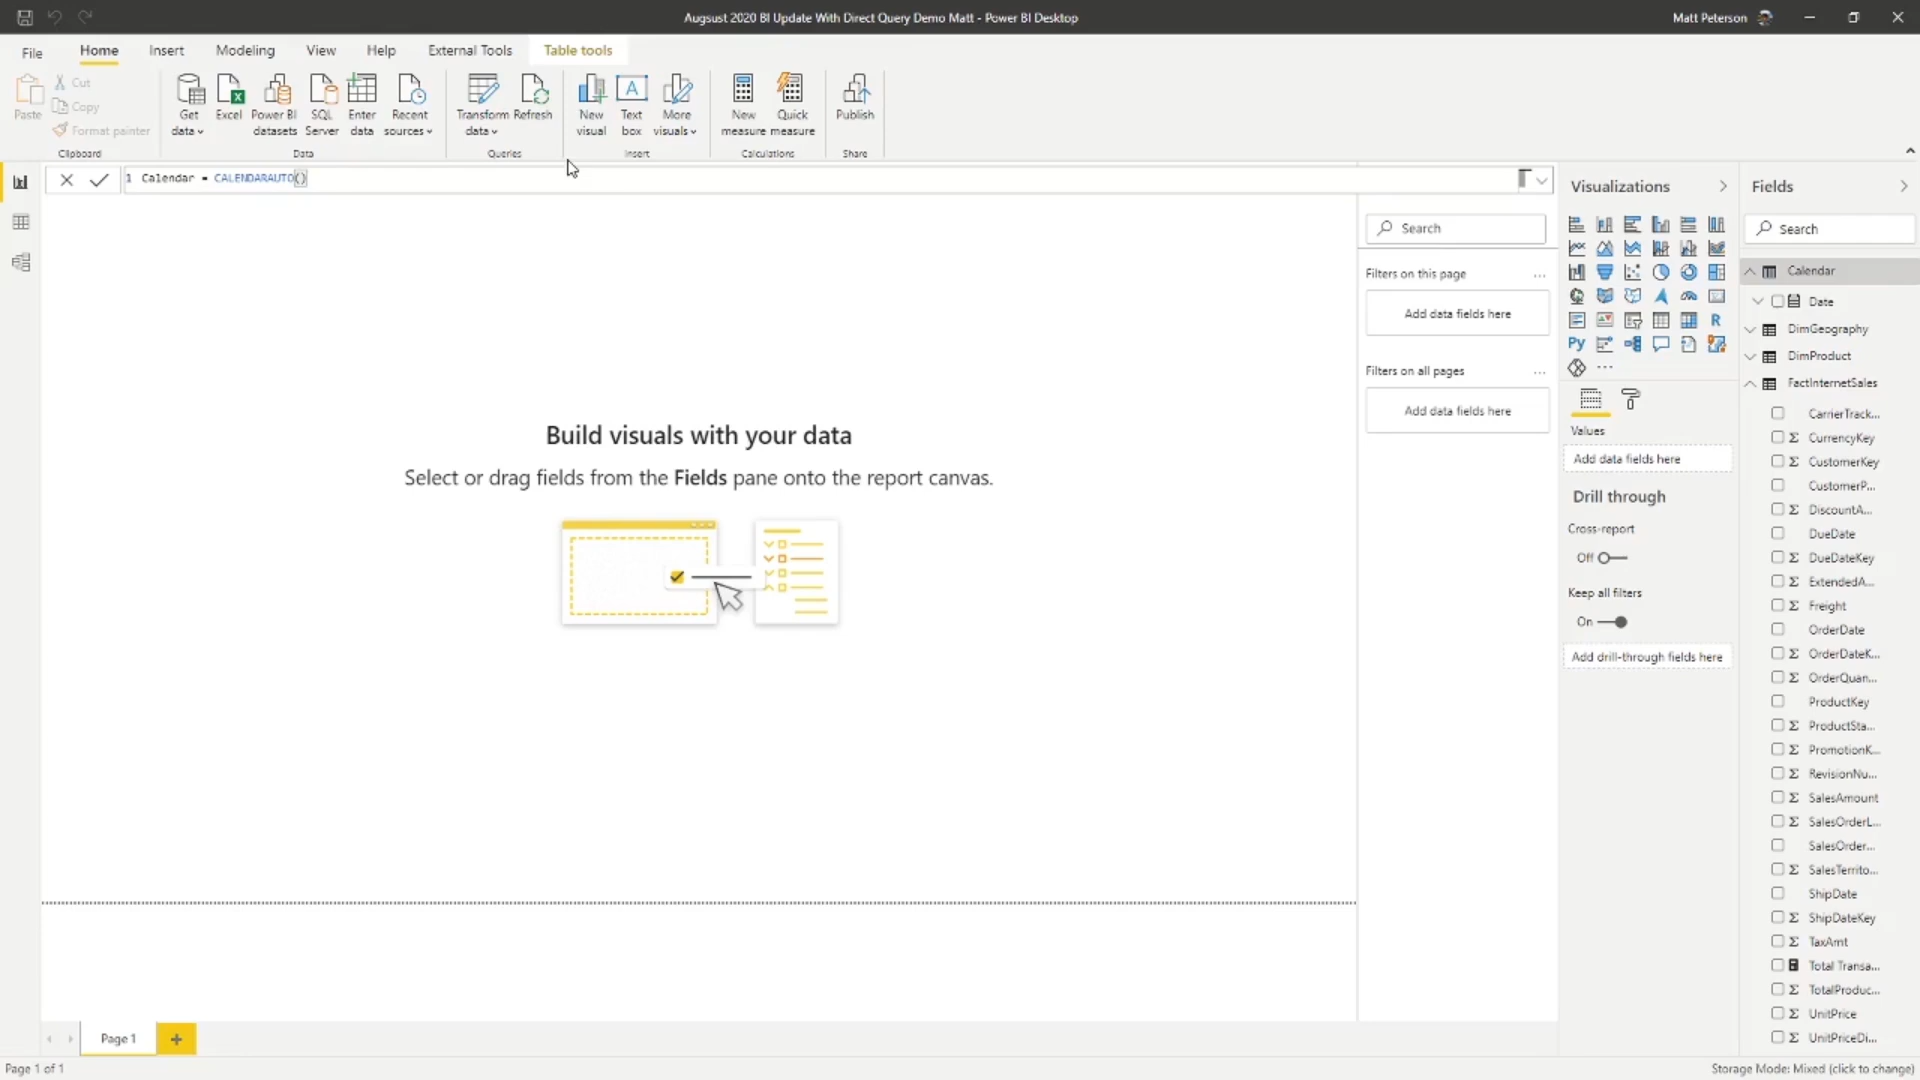 Augsust 2020 BI Update With Direct Query Demo Matt - Power BI Desktop
Matt Peterson
File
Home
Insert
Modeling
View
Help
External Tools
Table tools
Paste
Cut
Copy
Format painter
Clipboard
Get data
Excel
Power BI datasets
SQL Server
Enter data
Recent sources
Data
Transform data
Refresh
Queries
New visual
Text box
More visuals
Insert
New measure
Quick measure
Calculations
Publish
Share
1 Calendar = CALENDARAUTO()
Build visuals with your data
Select or drag fields from the Fields pane onto the report canvas.
Search
Filters on this page
...
Add data fields here
Filters on all pages
...
Add data fields here
Visualizations
R
Py
...
Values
Add data fields here
Drill through
Cross-report
Off
Keep all filters
On
Add drill-through fields here
Fields
Search
Calendar
Date
DimGeography
DimProduct
FactInternetSales
CarrierTrack...
Σ CurrencyKey
Σ CustomerKey
CustomerP...
Σ DiscountA...
DueDate
Σ DueDateKey
Σ ExtendedA...
Σ Freight
OrderDate
Σ OrderDateK...
Σ OrderQuan...
ProductKey
Σ ProductSta...
Σ PromotionK...
Σ RevisionNu...
Σ SalesAmount
Σ SalesOrderL...
SalesOrder...
Σ SalesTerrito...
ShipDate
Σ ShipDateKey
Σ TaxAmt
Total Transa...
Σ TotalProduc...
Σ UnitPrice
Σ UnitPriceDi...
Page 1
+
Page 1 of 1
Storage Mode: Mixed (click to change)